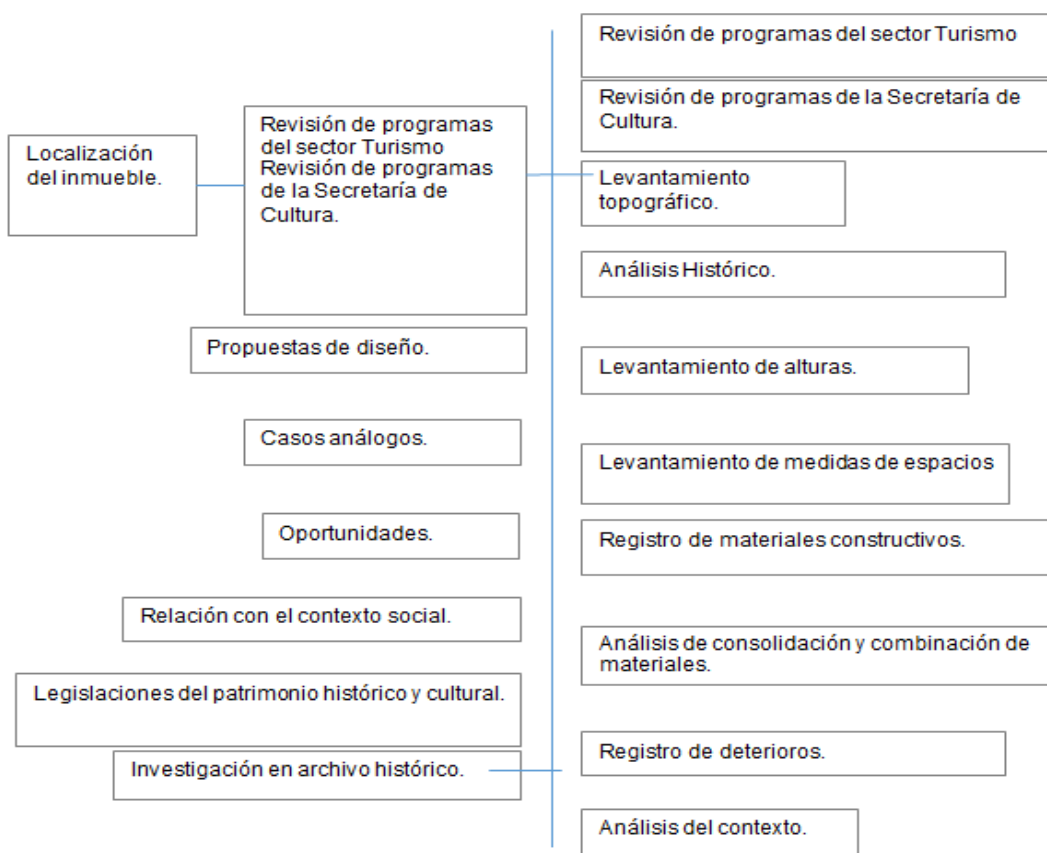 Localización
del inmueble.
Revisión de programas
del sector Turismo
Revisión de programas
de la Secretaría de
Cultura.
Propuestas de diseño.
Casos análogos.
Oportunidades.
Relación con el contexto social.
Legislaciones del patrimonio histórico y cultural.
Investigación en archivo histórico.
Revisión de programas del sector Turismo
Revisión de programas de la Secretaría de
Cultura.
Levantamiento
topográfico.
Análisis Histórico.
Levantamiento de alturas.
Levantamiento de medidas de espacios
Registro de materiales constructivos.
Análisis de consolidación y combinación de
materiales.
Registro de deterioros.
Análisis del contexto.